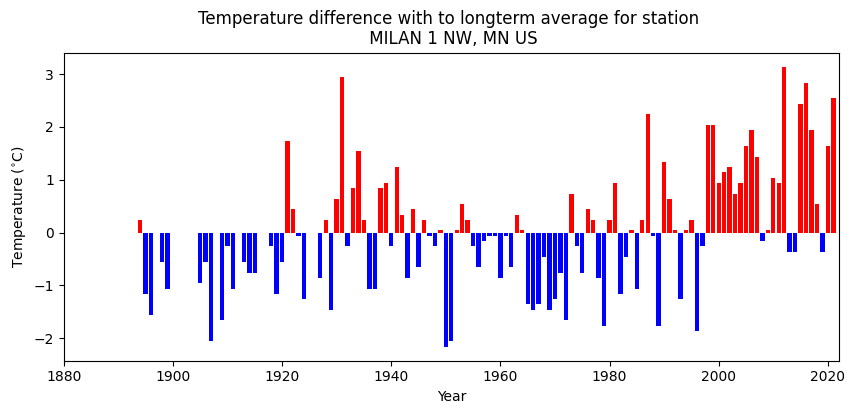 Temperature difference with to longterm average for station
MILAN 1 NW, MN US
Temperature (°C)
3
2
1
0
−1
−2
1880 1900 1920 1940 1960 1980 2000 2020
Year